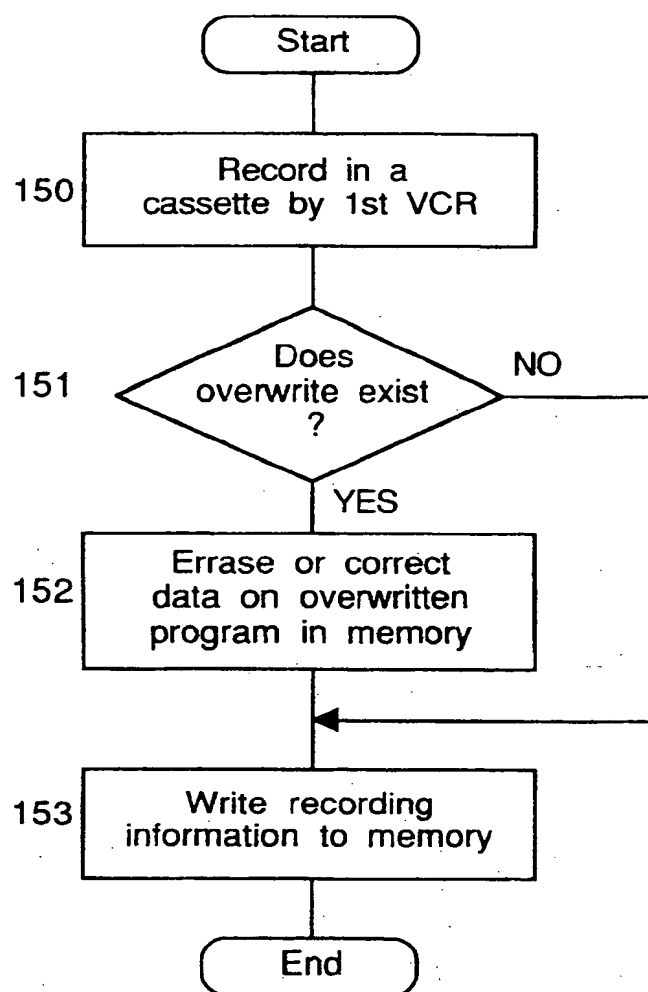 Start
150
Record in a
cassette by 1st VCR
151
Does
overwrite exist
?
NO
YES
152
Errase or correct
data on overwritten
program in memory
153
Write recording
information to memory
End